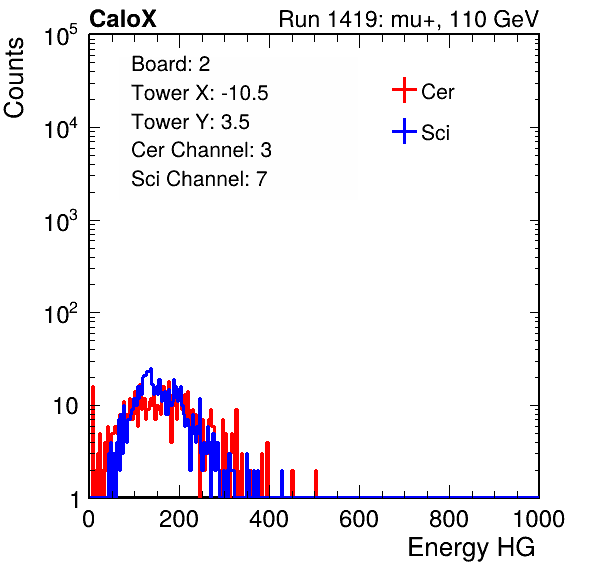 CaloX Run 1419: mu+, 110 GeV
Counts
10^5
10^4
10^3
10^2
10
1
Board: 2
Tower X: -10.5
Tower Y: 3.5
Cer Channel: 3
Sci Channel: 7
Cer
Sci
0 200 400 600 800 1000
Energy HG